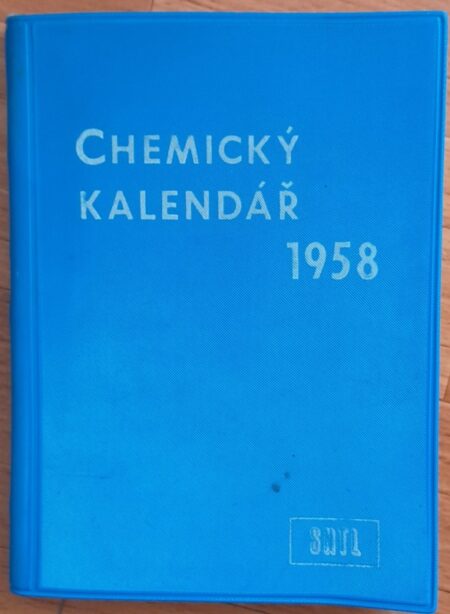 CHEMICKÝ
KALENDÁŘ
1958
SNTL